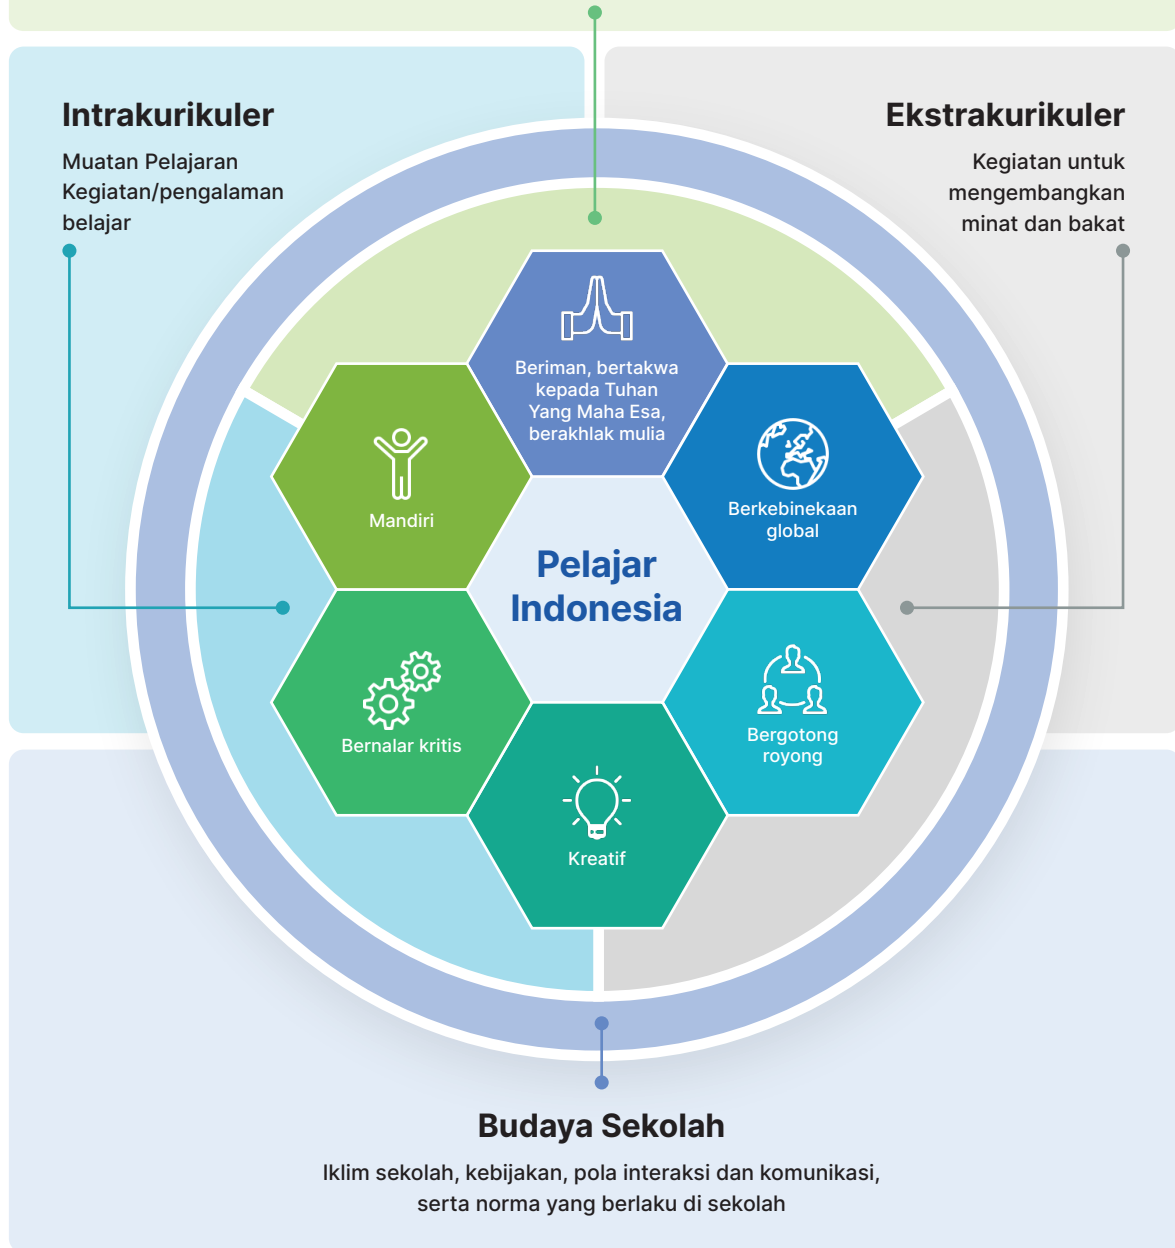 Intrakurikuler
Muatan Pelajaran
Kegiatan/pengalaman
belajar
Ekstrakurikuler
Kegiatan untuk
mengembangkan
minat dan bakat
Beriman, bertakwa
kepada Tuhan
Yang Maha Esa,
berakhlak mulia
Mandiri
Berkebinekaan
global
Pelajar
Indonesia
Bernalar kritis
Bergotong
royong
Kreatif
Budaya Sekolah
Iklim sekolah, kebijakan, pola interaksi dan komunikasi,
serta norma yang berlaku di sekolah